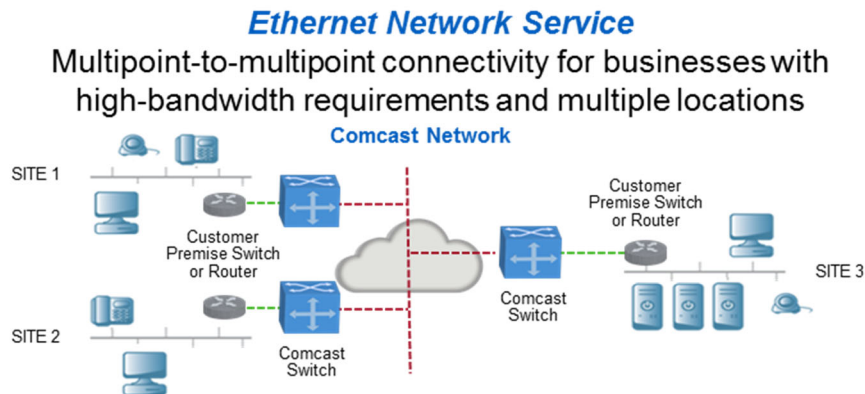 Ethernet Network Service
Multipoint-to-multipoint connectivity for businesses with
high-bandwidth requirements and multiple locations
Comcast Network
SITE 1
Customer
Premise Switch
or Router
Customer
Premise Switch
or Router
SITE 3
Comcast
Switch
SITE 2
Comcast
Switch